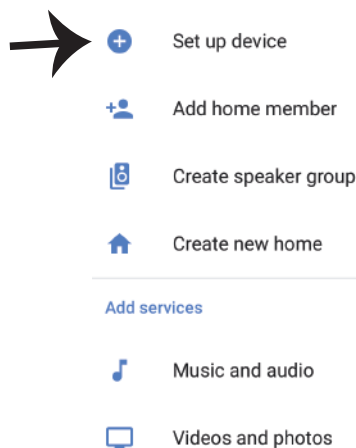 Set up device
Add home member
Create speaker group
Create new home
Add services
Music and audio
Videos and photos